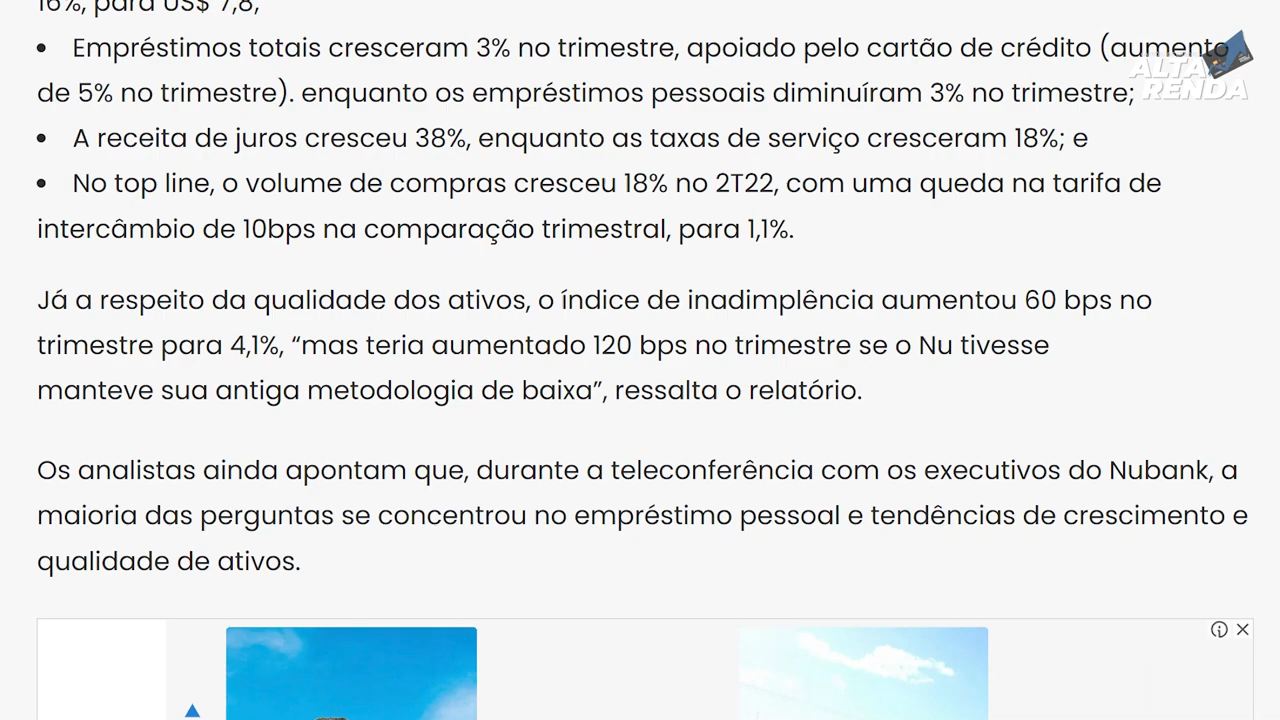 16%, para US$ 7,8;
• Empréstimos totais cresceram 3% no trimestre, apoiado pelo cartão de crédito (aumento
de 5% no trimestre). enquanto os empréstimos pessoais diminuíram 3% no trimestre;
• A receita de juros cresceu 38%, enquanto as taxas de serviço cresceram 18%; e
• No top line, o volume de compras cresceu 18% no 2T22, com uma queda na tarifa de
intercâmbio de 10bps na comparação trimestral, para 1,1%.
Já a respeito da qualidade dos ativos, o índice de inadimplência aumentou 60 bps no
trimestre para 4,1%, “mas teria aumentado 120 bps no trimestre se o Nu tivesse
manteve sua antiga metodologia de baixa”, ressalta o relatório.
Os analistas ainda apontam que, durante a teleconferência com os executivos do Nubank, a
maioria das perguntas se concentrou no empréstimo pessoal e tendências de crescimento e
qualidade de ativos.
ALTA
RENDA